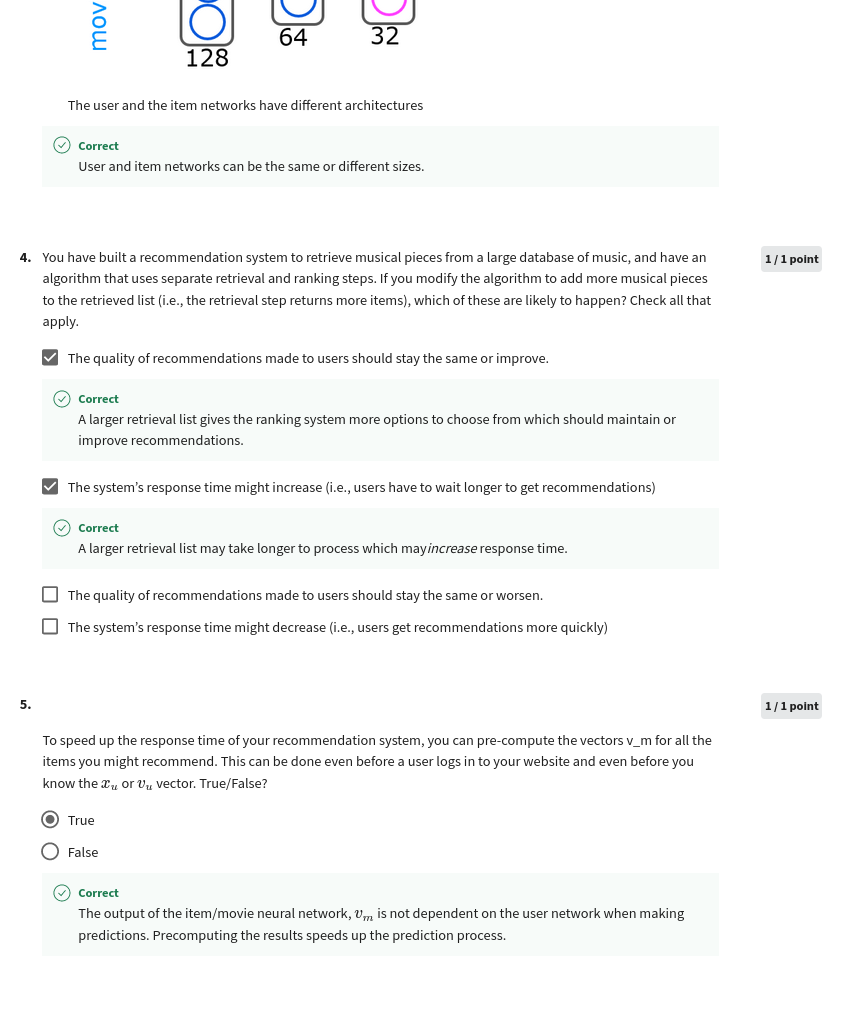 mov
128
64
32
The user and the item networks have different architectures
Correct
User and item networks can be the same or different sizes.
4.
You have built a recommendation system to retrieve musical pieces from a large database of music, and have an
algorithm that uses separate retrieval and ranking steps. If you modify the algorithm to add more musical pieces
to the retrieved list (i.e., the retrieval step returns more items), which of these are likely to happen? Check all that
apply.
1 / 1 point
The quality of recommendations made to users should stay the same or improve.
Correct
A larger retrieval list gives the ranking system more options to choose from which should maintain or
improve recommendations.
The system’s response time might increase (i.e., users have to wait longer to get recommendations)
Correct
A larger retrieval list may take longer to process which may increase response time.
The quality of recommendations made to users should stay the same or worsen.
The system’s response time might decrease (i.e., users get recommendations more quickly)
5.
1 / 1 point
To speed up the response time of your recommendation system, you can pre-compute the vectors v_m for all the
items you might recommend. This can be done even before a user logs in to your website and even before you
know the x_u or v_u vector. True/False?
True
False
Correct
The output of the item/movie neural network, v_m is not dependent on the user network when making
predictions. Precomputing the results speeds up the prediction process.